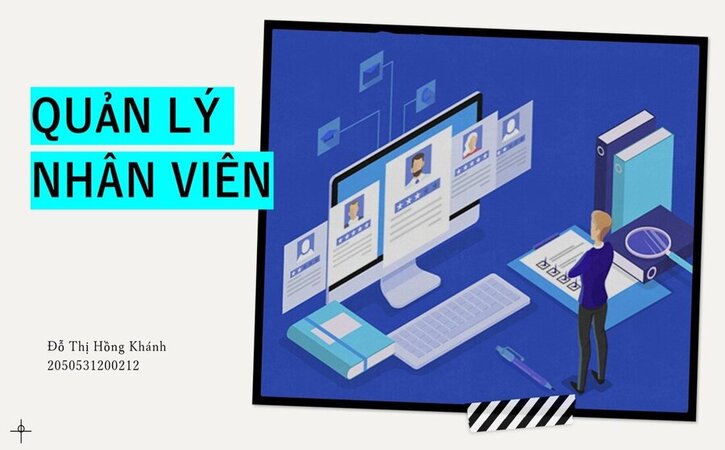 QUẢN LÝ
NHÂN VIÊN
Đỗ Thị Hồng Khánh
2050531200212